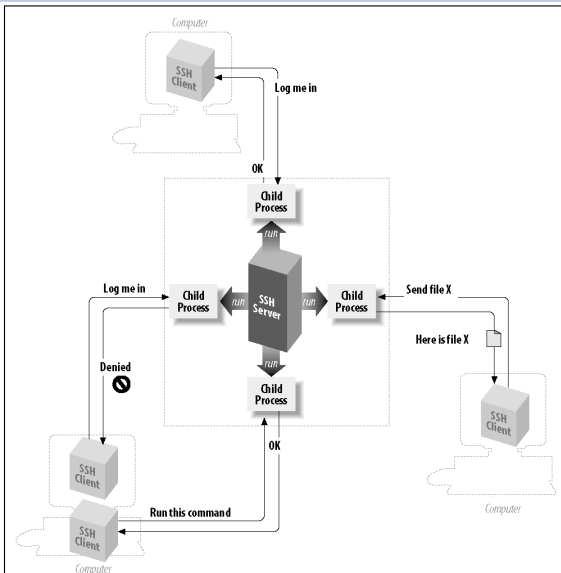 Computer
SSH
Client
Log me in
OK
Child
Process
run
Log me in
Child
Process
run
SSH
Server
run
Child
Process
Send file X
Here is file X
Denied
run
Child
Process
OK
SSH
Client
SSH
Client
Run this command
SSH
Client
Computer
Computer